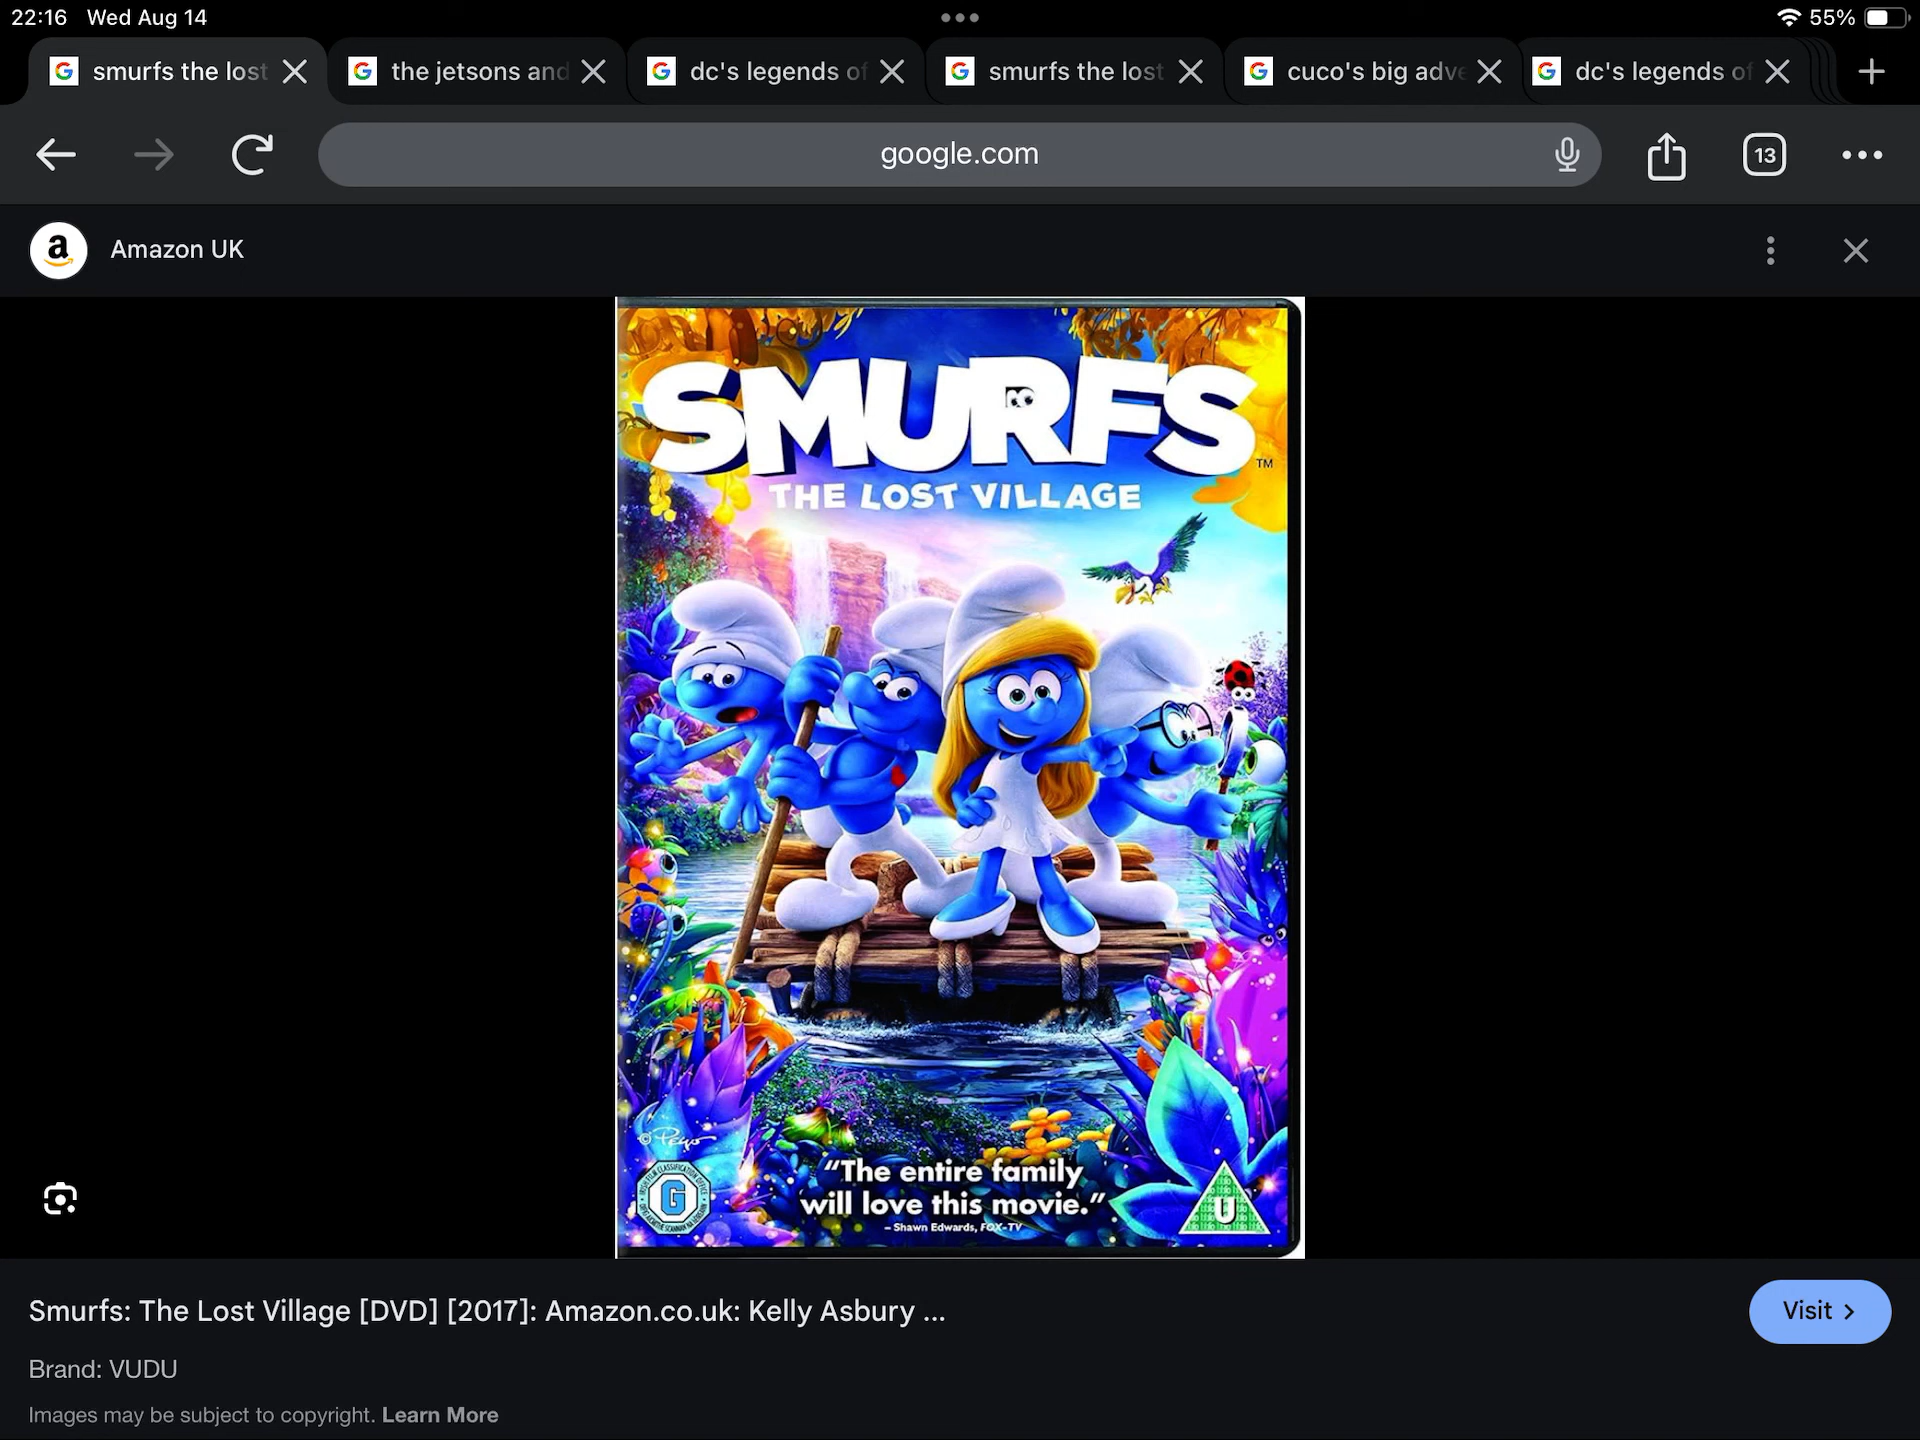 22:16 Wed Aug 14
55%
smurfs the lost
the jetsons and
dc's legends of
smurfs the lost
cuco's big adve
dc's legends of
google.com
13
a
Amazon UK
SMURFS
TM
THE LOST VILLAGE
© Peyo
G
"The entire family
will love this movie."
– Shawn Edwards, FOX-TV
U
Smurfs: The Lost Village [DVD] [2017]: Amazon.co.uk: Kelly Asbury ...
Visit
Brand: VUDU
Images may be subject to copyright. Learn More